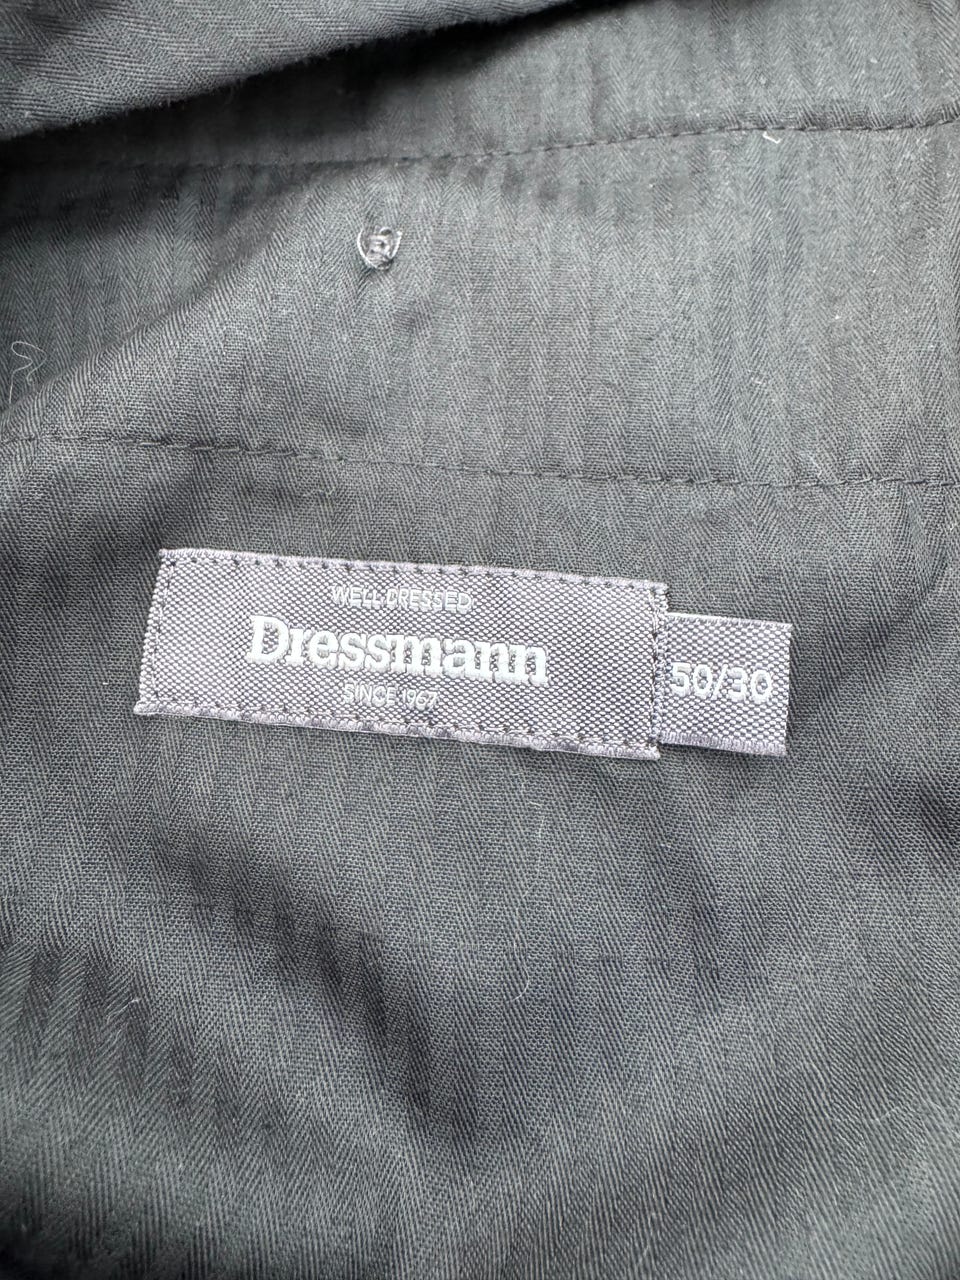 WELL DRESSED
Dressmann
SINCE 1967
50/30